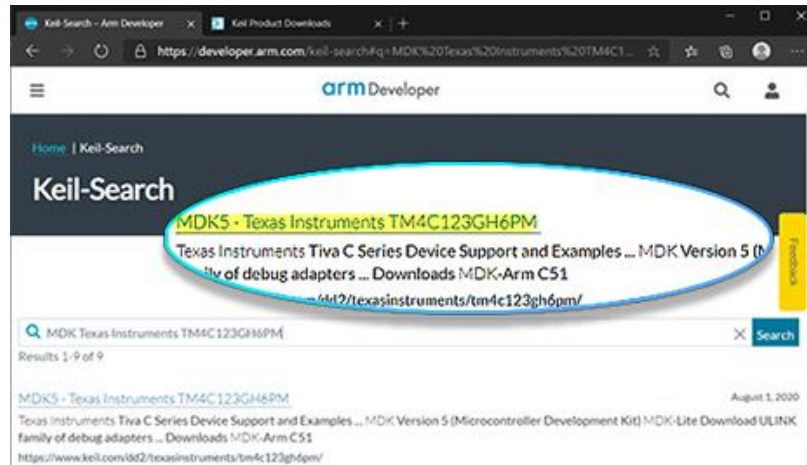 Keil-Search – Arm Developer
Keil Product Downloads
https://developer.arm.com/keil-search#q=MDK%20Texas%20Instruments%20TM4C1...
arm Developer
Home | Keil-Search
Keil-Search
MDK5 - Texas Instruments TM4C123GH6PM
Texas Instruments Tiva C Series Device Support and Examples ... MDK Version 5 (M
family of debug adapters ... Downloads MDK-Arm C51
m/dd2/texasinstruments/tm4c123gh6pm/
Feedback
MDK Texas Instruments TM4C123GH6PM
Search
Results 1-9 of 9
MDK5 - Texas Instruments TM4C123GH6PM
August 1, 2020
Texas Instruments Tiva C Series Device Support and Examples ... MDK Version 5 (Microcontroller Development Kit) MDK-Lite Download ULINK
family of debug adapters ... Downloads MDK-Arm C51
https://www.keil.com/dd2/texasinstruments/tm4c123gh6pm/